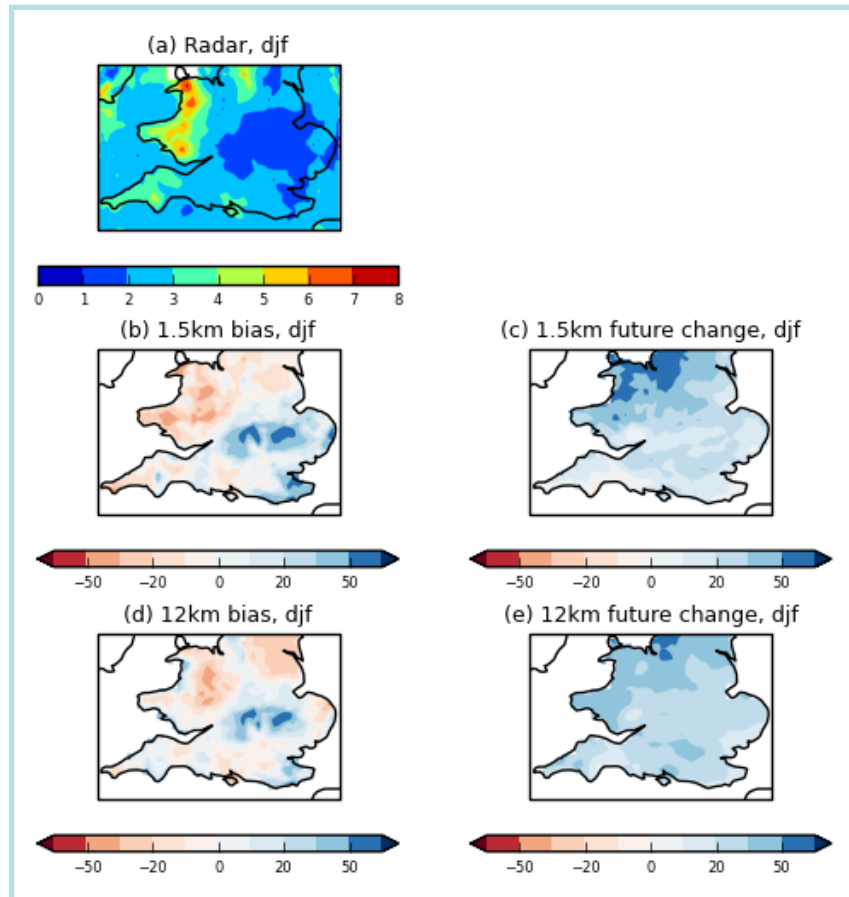 (a) Radar, djf
0 1 2 3 4 5 6 7 8
(b) 1.5km bias, djf
(c) 1.5km future change, djf
−50 −20 0 20 50
−50 −20 0 20 50
(d) 12km bias, djf
(e) 12km future change, djf
−50 −20 0 20 50
−50 −20 0 20 50